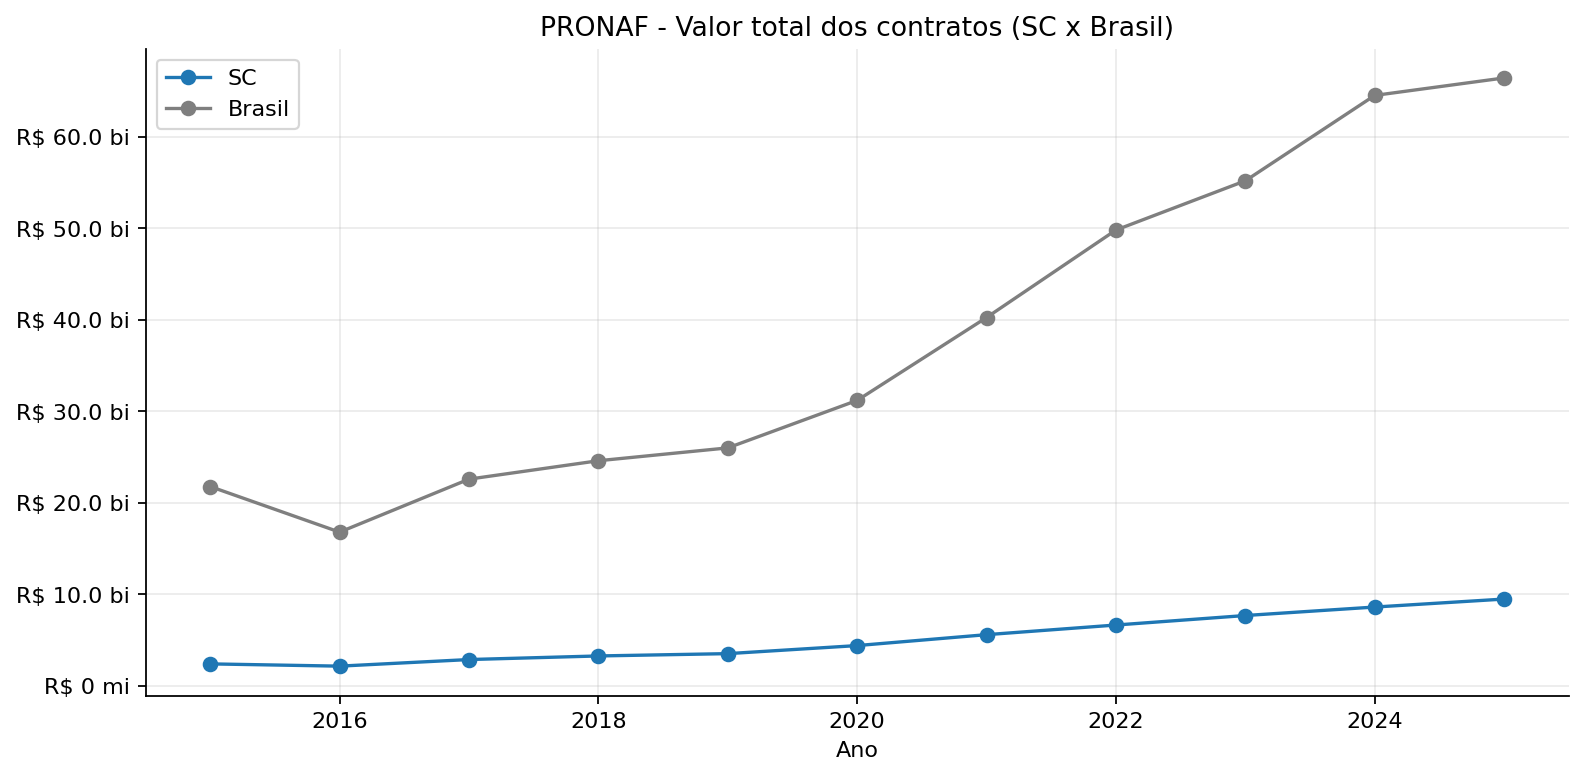 PRONAF - Valor total dos contratos (SC x Brasil)
SC
Brasil
R$ 60.0 bi
R$ 50.0 bi
R$ 40.0 bi
R$ 30.0 bi
R$ 20.0 bi
R$ 10.0 bi
R$ 0 mi
2016 2018 2020 2022 2024
Ano